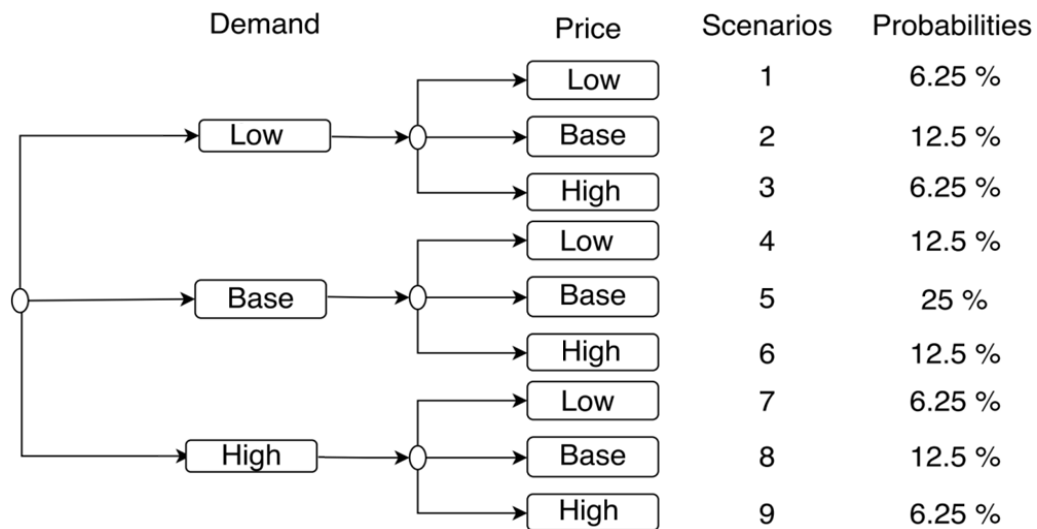 Demand Price Scenarios Probabilities
Low 1 6.25 %
Low Base 2 12.5 %
High 3 6.25 %
Low 4 12.5 %
Base Base 5 25 %
High 6 12.5 %
Low 7 6.25 %
High Base 8 12.5 %
High 9 6.25 %